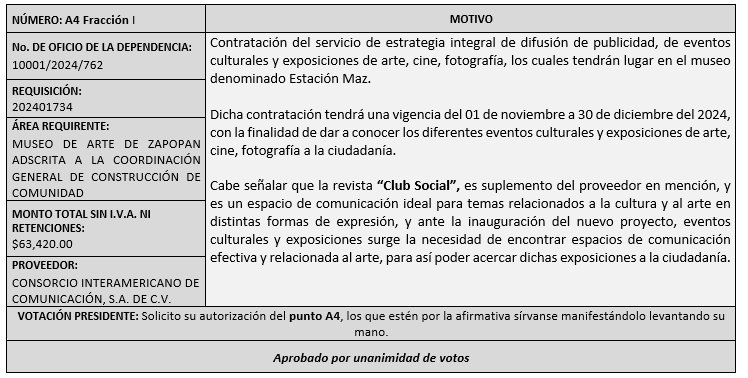 NÚMERO: A4 Fracción I
No. DE OFICIO DE LA DEPENDENCIA:
10001/2024/762
REQUISICIÓN:
202401734
ÁREA REQUIRENTE:
MUSEO DE ARTE DE ZAPOPAN
ADSCRITA A LA COORDINACIÓN
GENERAL DE CONSTRUCCIÓN DE
COMUNIDAD
MONTO TOTAL SIN I.V.A. NI
RETENCIONES:
$63,420.00
PROVEEDOR:
CONSORCIO INTERAMERICANO DE
COMUNICACIÓN, S.A. DE C.V.
MOTIVO
Contratación del servicio de estrategia integral de difusión de publicidad, de eventos
culturales y exposiciones de arte, cine, fotografía, los cuales tendrán lugar en el museo
denominado Estación Maz.
Dicha contratación tendrá una vigencia del 01 de noviembre a 30 de diciembre del 2024,
con la finalidad de dar a conocer los diferentes eventos culturales y exposiciones de arte,
cine, fotografía a la ciudadanía.
Cabe señalar que la revista “Club Social”, es suplemento del proveedor en mención, y
es un espacio de comunicación ideal para temas relacionados a la cultura y al arte en
distintas formas de expresión, y ante la inauguración del nuevo proyecto, eventos
culturales y exposiciones surge la necesidad de encontrar espacios de comunicación
efectiva y relacionada al arte, para así poder acercar dichas exposiciones a la ciudadanía.
VOTACIÓN PRESIDENTE: Solicito su autorización del punto A4, los que estén por la afirmativa sírvanse manifestándolo levantando su
mano.
Aprobado por unanimidad de votos